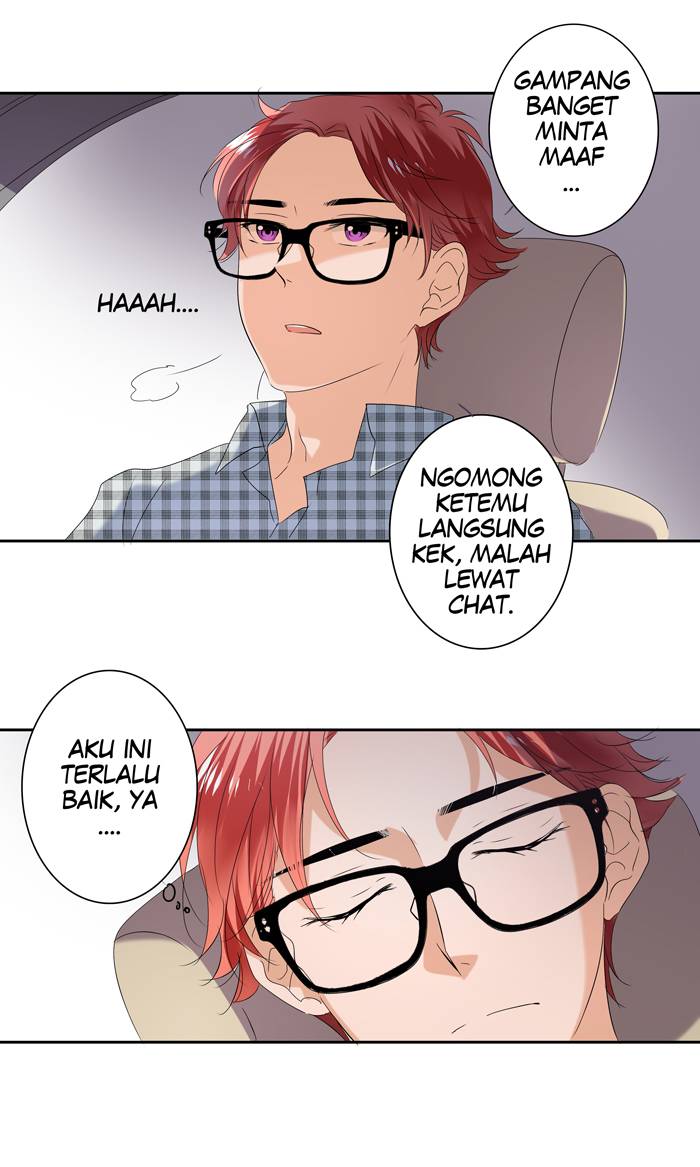 GAMPANG
BANGET
MINTA
MAAF
...
HAAAH....
NGOMONG
KETEMU
LANGSUNG
KEK, MALAH
LEWAT
CHAT.
AKU INI
TERLALU
BAIK, YA
....